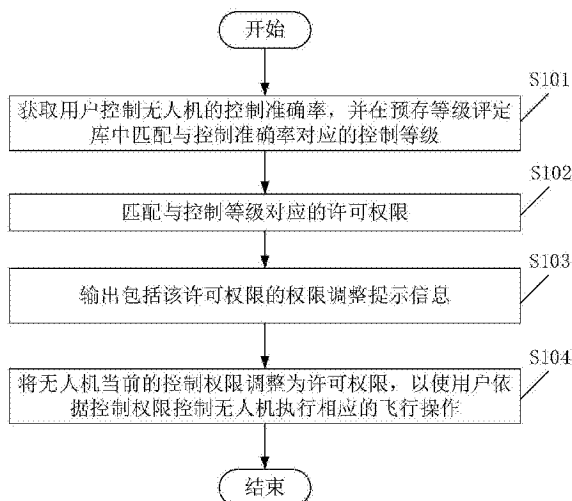 开始
S101
获取用户控制无人机的控制准确率，并在预存等级评定
库中匹配与控制准确率对应的控制等级
S102
匹配与控制等级对应的许可权限
S103
输出包括该许可权限的权限调整提示信息
S104
将无人机当前的控制权限调整为许可权限，以使用户依
据控制权限控制无人机执行相应的飞行操作
结束